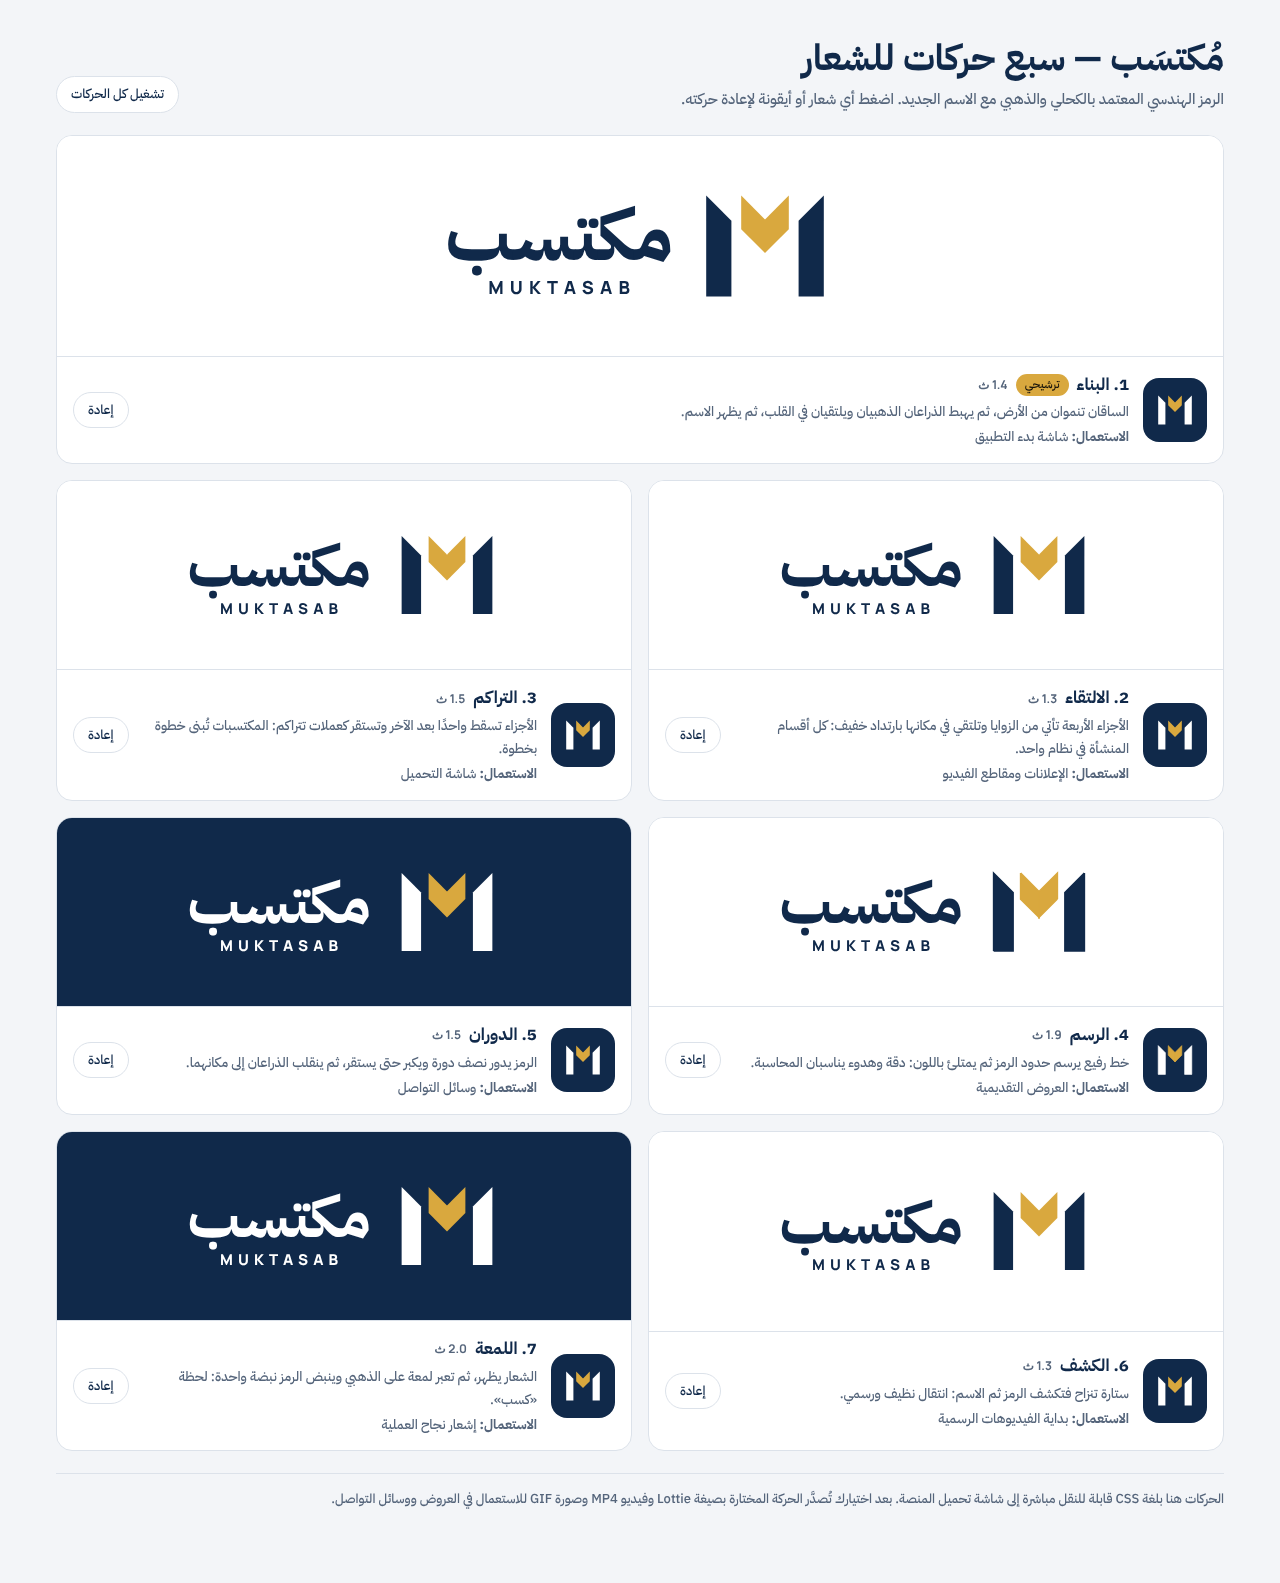 مُكتسَب — سبع حركات للشعار
الرمز الهندسي المعتمد بالكحلي والذهبي مع الاسم الجديد. اضغط أي شعار أو أيقونة لإعادة حركته.
تشغيل كل الحركات
مكتسب
MUKTASAB
1. البناء ترشيحي 1.4 ث
الساقان تنموان من الأرض، ثم يهبط الذراعان الذهبيان ويلتقيان في القلب، ثم يظهر الاسم.
الاستعمال: شاشة بدء التطبيق
إعادة
مكتسب
MUKTASAB
2. الالتقاء 1.3 ث
الأجزاء الأربعة تأتي من الزوايا وتلتقي في مكانها بارتداد خفيف: كل أقسام
المنشأة في نظام واحد.
الاستعمال: الإعلانات ومقاطع الفيديو
إعادة
مكتسب
MUKTASAB
3. التراكم 1.5 ث
الأجزاء تسقط واحدًا بعد الآخر وتستقر كعملات تتراكم: المكتسبات تُبنى خطوة
بخطوة.
الاستعمال: شاشة التحميل
إعادة
مكتسب
MUKTASAB
4. الرسم 1.9 ث
خط رفيع يرسم حدود الرمز ثم يمتلئ باللون: دقة وهدوء يناسبان المحاسبة.
الاستعمال: العروض التقديمية
إعادة
مكتسب
MUKTASAB
5. الدوران 1.5 ث
الرمز يدور نصف دورة ويكبر حتى يستقر، ثم ينقلب الذراعان إلى مكانهما.
الاستعمال: وسائل التواصل
إعادة
مكتسب
MUKTASAB
6. الكشف 1.3 ث
ستارة تنزاح فتكشف الرمز ثم الاسم: انتقال نظيف ورسمي.
الاستعمال: بداية الفيديوهات الرسمية
إعادة
مكتسب
MUKTASAB
7. اللمعة 2.0 ث
الشعار يظهر، ثم تعبر لمعة على الذهبي وينبض الرمز نبضة واحدة: لحظة
«كسب».
الاستعمال: إشعار نجاح العملية
إعادة
الحركات هنا بلغة CSS قابلة للنقل مباشرة إلى شاشة تحميل المنصة. بعد اختيارك تُصدَّر الحركة المختارة بصيغة Lottie وفيديو MP4 وصورة GIF للاستعمال في العروض ووسائل التواصل.